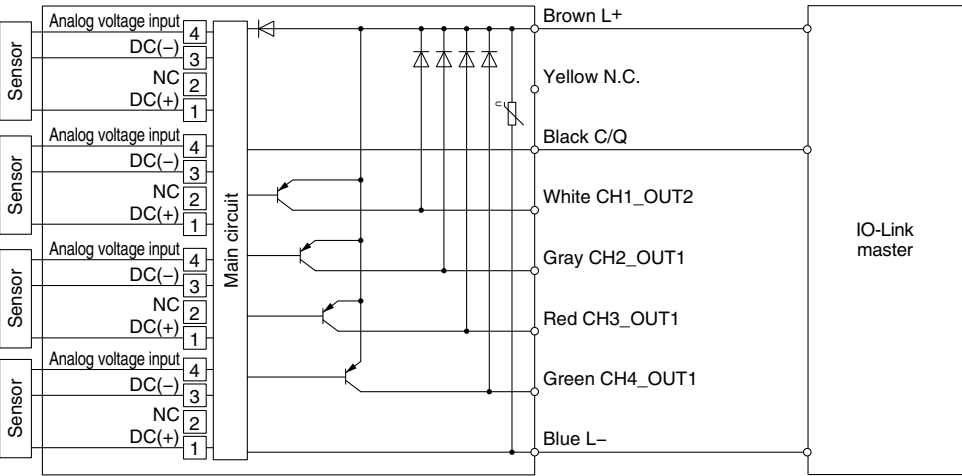 Sensor
Analog voltage input 4
DC(−) 3
NC 2
DC(+) 1
Sensor
Analog voltage input 4
DC(−) 3
NC 2
DC(+) 1
Sensor
Analog voltage input 4
DC(−) 3
NC 2
DC(+) 1
Sensor
Analog voltage input 4
DC(−) 3
NC 2
DC(+) 1
Main circuit
Brown L+
Yellow N.C.
Black C/Q
White CH1_OUT2
Gray CH2_OUT1
Red CH3_OUT1
Green CH4_OUT1
Blue L−
IO-Link
master